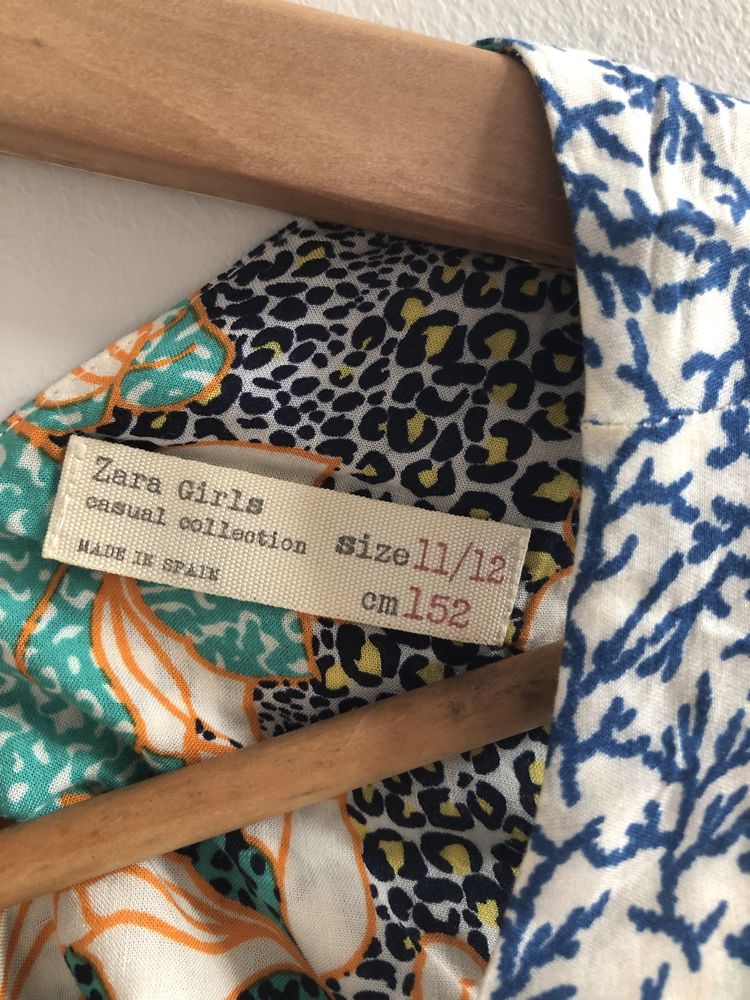 Zara Girls
casual collection
MADE IN SPAIN
size 11/12
cm 152